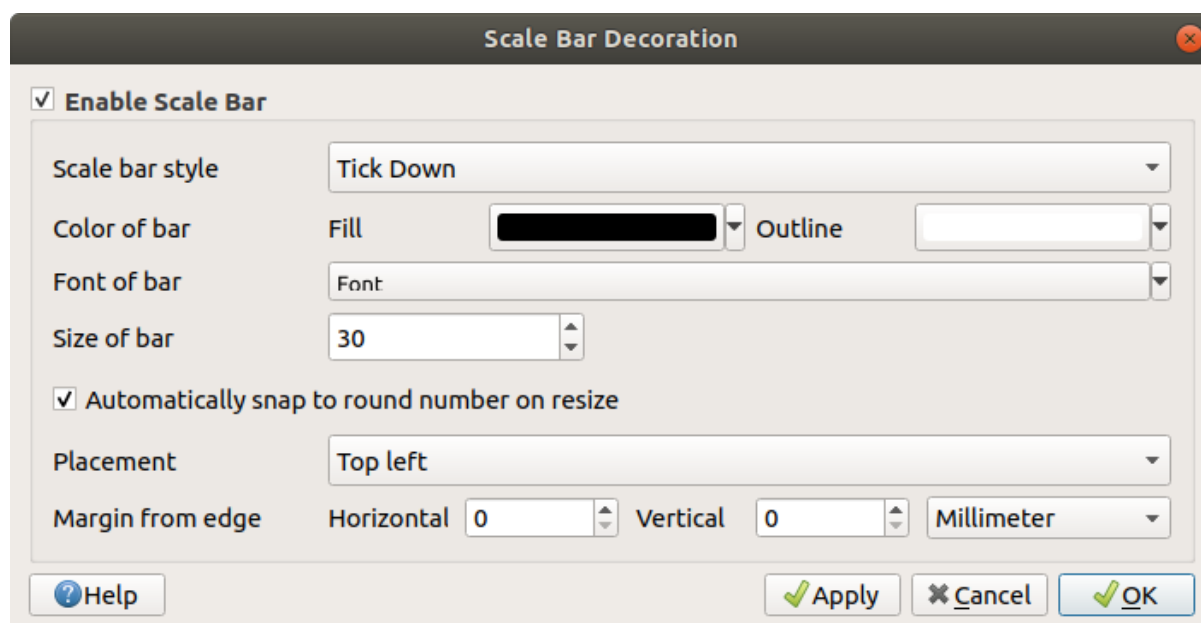 Scale Bar Decoration
Enable Scale Bar
Scale bar style Tick Down
Color of bar Fill Outline
Font of bar Font
Size of bar 30
Automatically snap to round number on resize
Placement Top left
Margin from edge Horizontal 0 Vertical 0 Millimeter
Help Apply Cancel OK